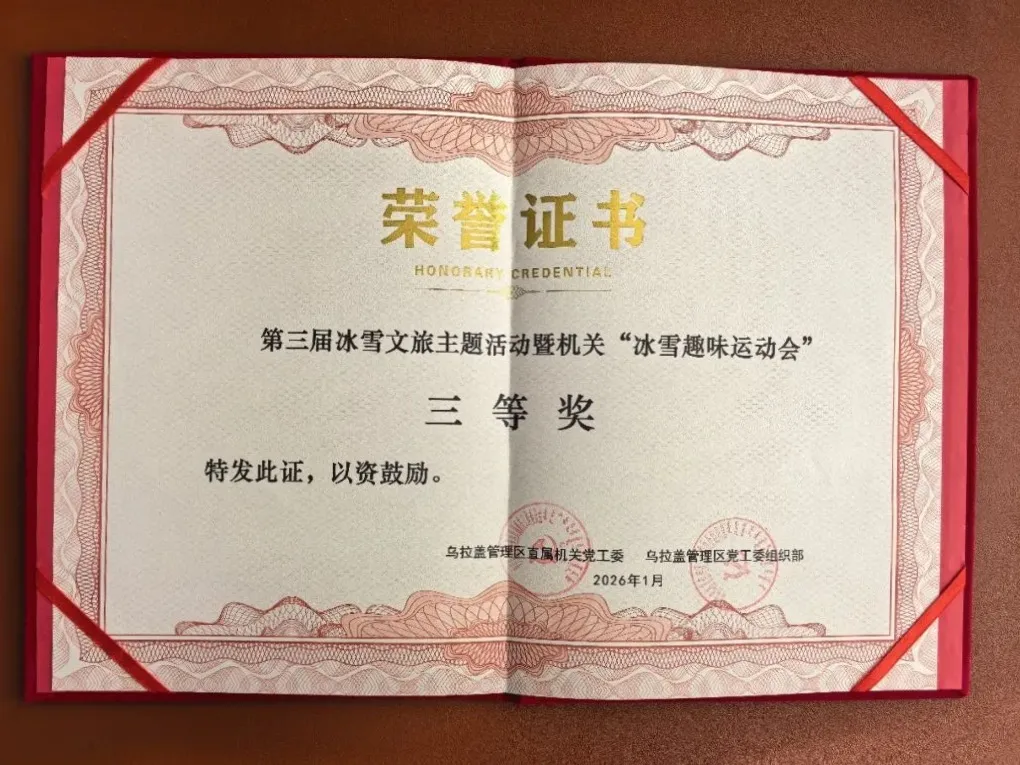 荣誉证书
HONORARY CREDENTIAL
第三届冰雪文旅主题活动暨机关“冰雪趣味运动会”
三等奖
特发此证，以资鼓励。
乌拉盖管理区直属机关党工委 乌拉盖管理区党工委组织部
2026年1月